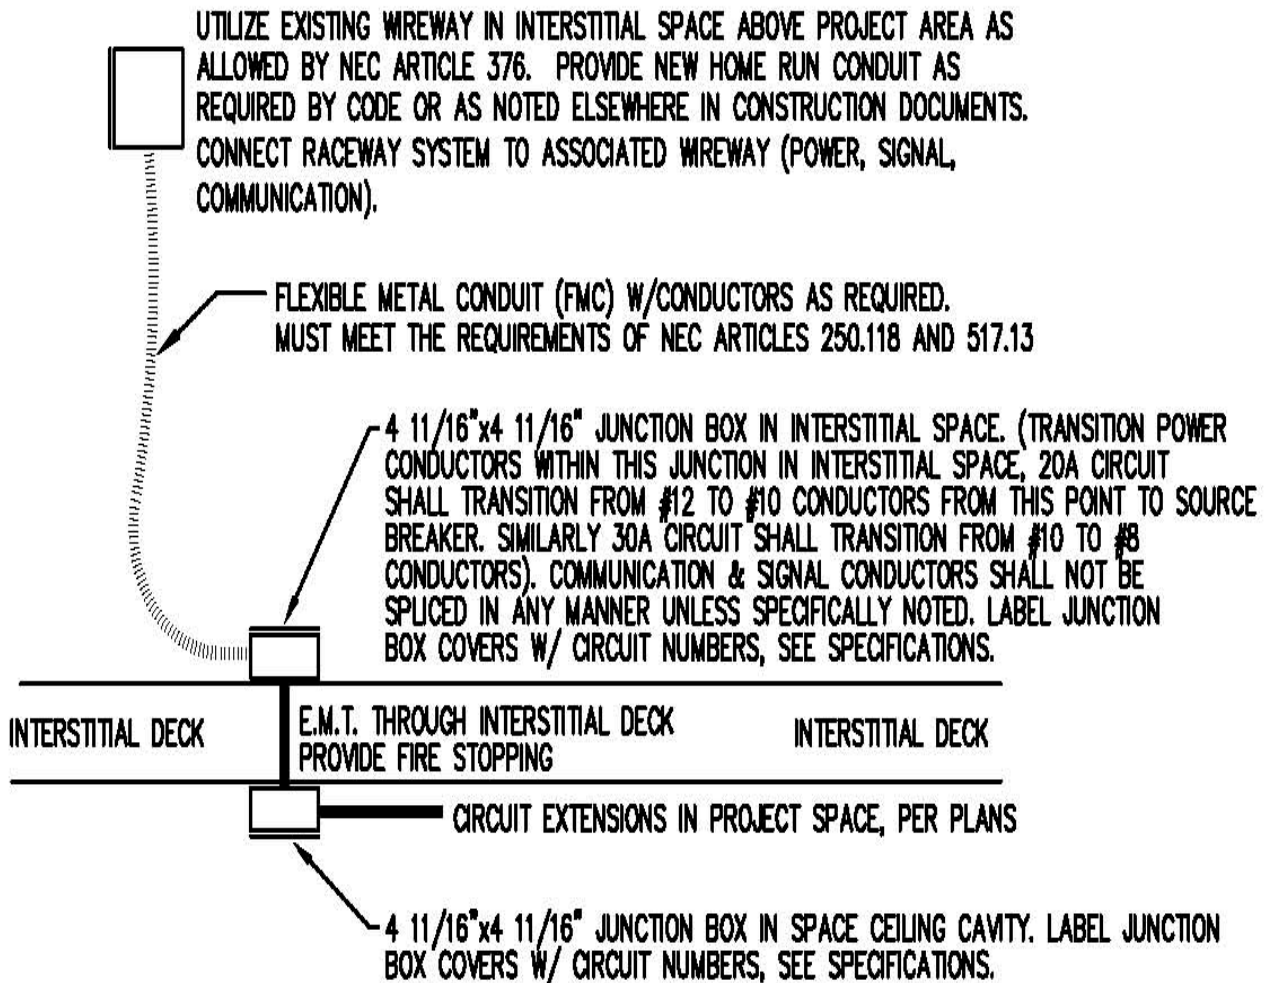 UTILIZE EXISTING WIREWAY IN INTERSTITIAL SPACE ABOVE PROJECT AREA AS
ALLOWED BY NEC ARTICLE 376. PROVIDE NEW HOME RUN CONDUIT AS
REQUIRED BY CODE OR AS NOTED ELSEWHERE IN CONSTRUCTION DOCUMENTS.
CONNECT RACEWAY SYSTEM TO ASSOCIATED WIREWAY (POWER, SIGNAL,
COMMUNICATION).
FLEXIBLE METAL CONDUIT (FMC) W/CONDUCTORS AS REQUIRED.
MUST MEET THE REQUIREMENTS OF NEC ARTICLES 250.118 AND 517.13
4 11/16"x4 11/16" JUNCTION BOX IN INTERSTITIAL SPACE. (TRANSITION POWER
CONDUCTORS WITHIN THIS JUNCTION IN INTERSTITIAL SPACE, 20A CIRCUIT
SHALL TRANSITION FROM #12 TO #10 CONDUCTORS FROM THIS POINT TO SOURCE
BREAKER. SIMILARLY 30A CIRCUIT SHALL TRANSITION FROM #10 TO #8
CONDUCTORS). COMMUNICATION & SIGNAL CONDUCTORS SHALL NOT BE
SPLICED IN ANY MANNER UNLESS SPECIFICALLY NOTED. LABEL JUNCTION
BOX COVERS W/ CIRCUIT NUMBERS, SEE SPECIFICATIONS.
INTERSTITIAL DECK
E.M.T. THROUGH INTERSTITIAL DECK
PROVIDE FIRE STOPPING
INTERSTITIAL DECK
CIRCUIT EXTENSIONS IN PROJECT SPACE, PER PLANS
4 11/16"x4 11/16" JUNCTION BOX IN SPACE CEILING CAVITY. LABEL JUNCTION
BOX COVERS W/ CIRCUIT NUMBERS, SEE SPECIFICATIONS.